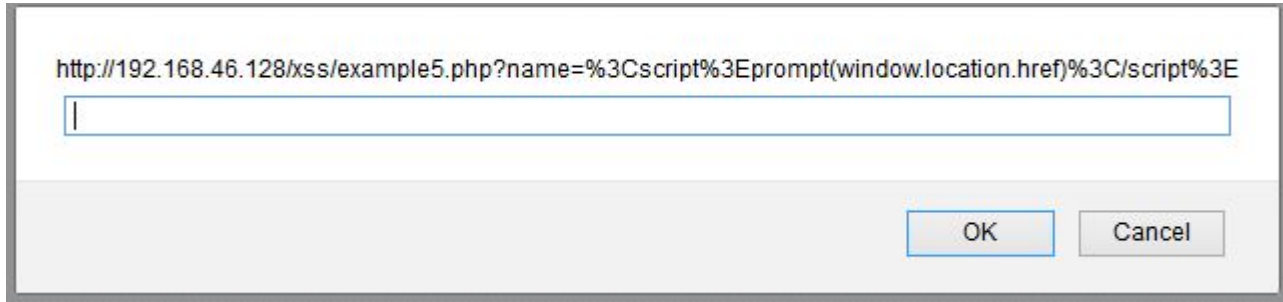 http://192.168.46.128/xss/example5.php?name=%3Cscript%3Eprompt(window.location.href)%3C/script%3E
OK Cancel